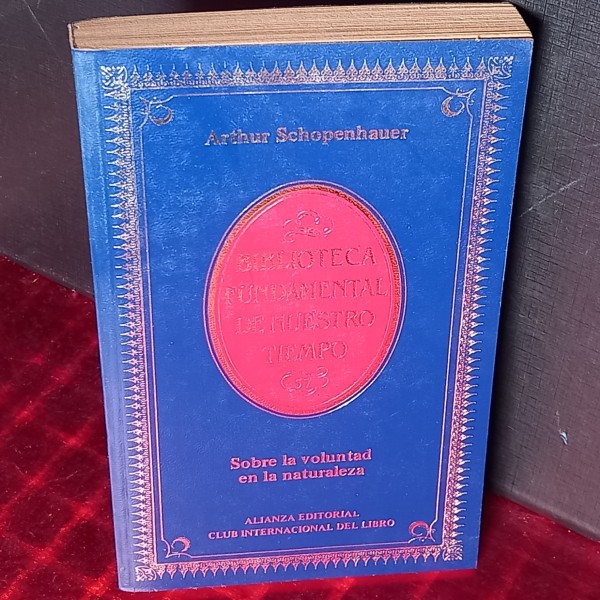 Arthur Schopenhauer
BIBLIOTECA
FUNDAMENTAL
DE NUESTRO
TIEMPO
Sobre la voluntad
en la naturaleza
ALIANZA EDITORIAL
CLUB INTERNACIONAL DEL LIBRO